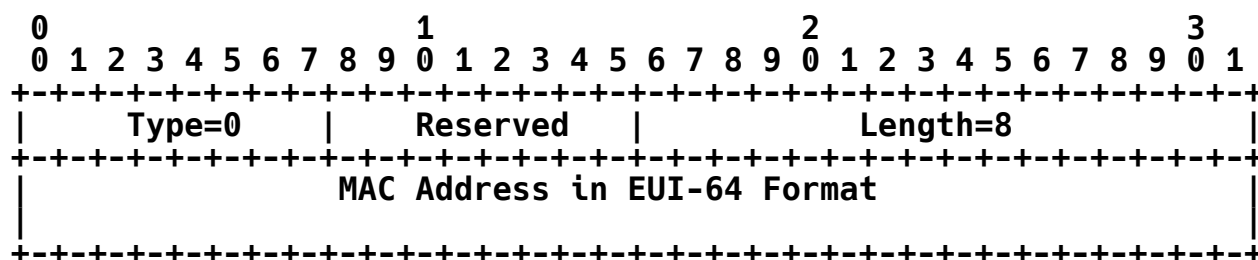 0                   1                   2                   3
 0 1 2 3 4 5 6 7 8 9 0 1 2 3 4 5 6 7 8 9 0 1 2 3 4 5 6 7 8 9 0 1
+-+-+-+-+-+-+-+-+-+-+-+-+-+-+-+-+-+-+-+-+-+-+-+-+-+-+-+-+-+-+-+-+
|     Type=0    |    Reserved   |           Length=8            |
+-+-+-+-+-+-+-+-+-+-+-+-+-+-+-+-+-+-+-+-+-+-+-+-+-+-+-+-+-+-+-+-+
|                MAC Address in EUI-64 Format                   |
|                                                               |
+-+-+-+-+-+-+-+-+-+-+-+-+-+-+-+-+-+-+-+-+-+-+-+-+-+-+-+-+-+-+-+-+